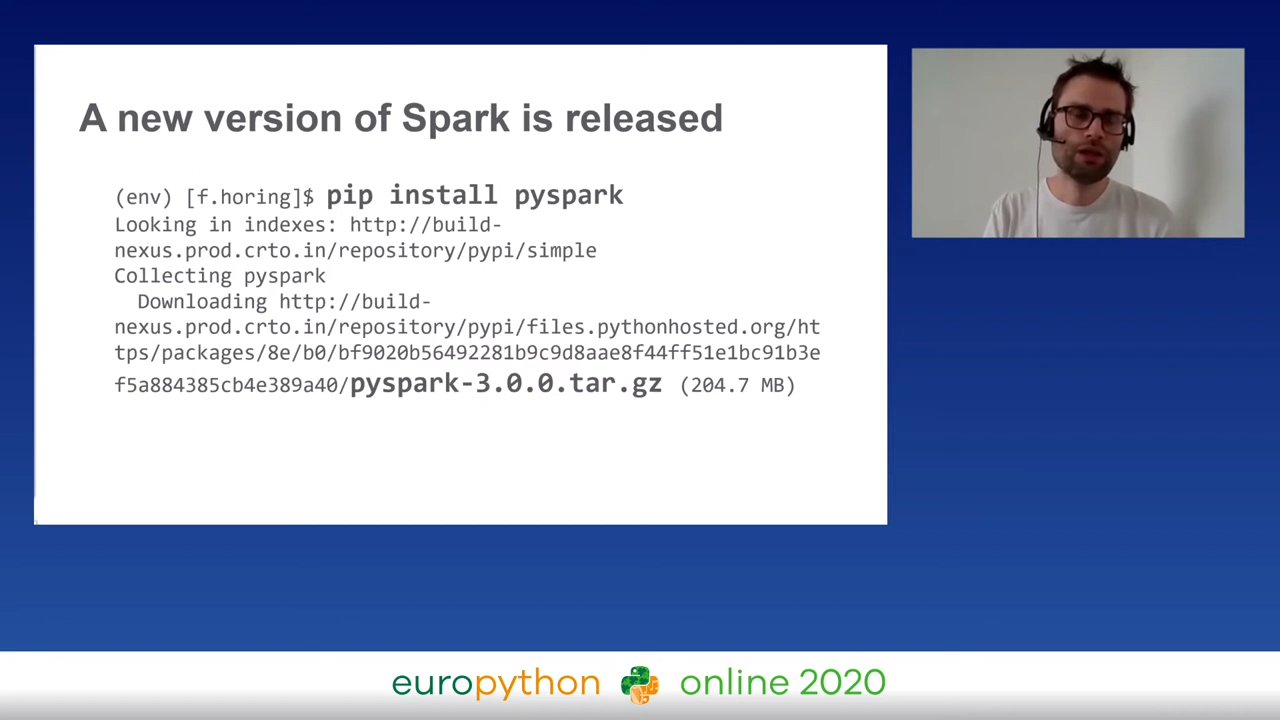 A new version of Spark is released
(env) [f.horing]$ pip install pyspark
Looking in indexes: http://build-
nexus.prod.crto.in/repository/pypi/simple
Collecting pyspark
Downloading http://build-
nexus.prod.crto.in/repository/pypi/files.pythonhosted.org/ht
tps/packages/8e/b0/bf9020b56492281b9c9d8aae8f44ff51e1bc91b3e
f5a884385cb4e389a40/pyspark-3.0.0.tar.gz (204.7 MB)
europython online 2020